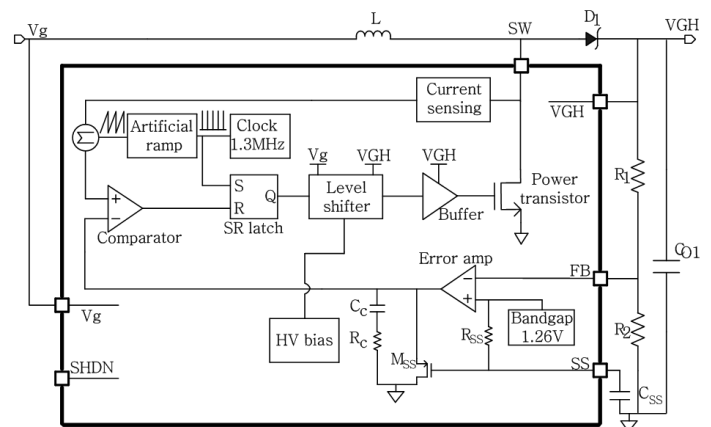 Vg
L
SW
D1
VGH
Current
sensing
VGH
Σ
Artificial
ramp
Clock
1.3MHz
Vg
VGH
VGH
R1
+
−
Comparator
S
R
Q
SR latch
Level
shifter
Buffer
Power
transistor
Error amp
FB
CO1
−
+
Vg
CC
RC
HV bias
RSS
Bandgap
1.26V
R2
MSS
SS
SHDN
CSS